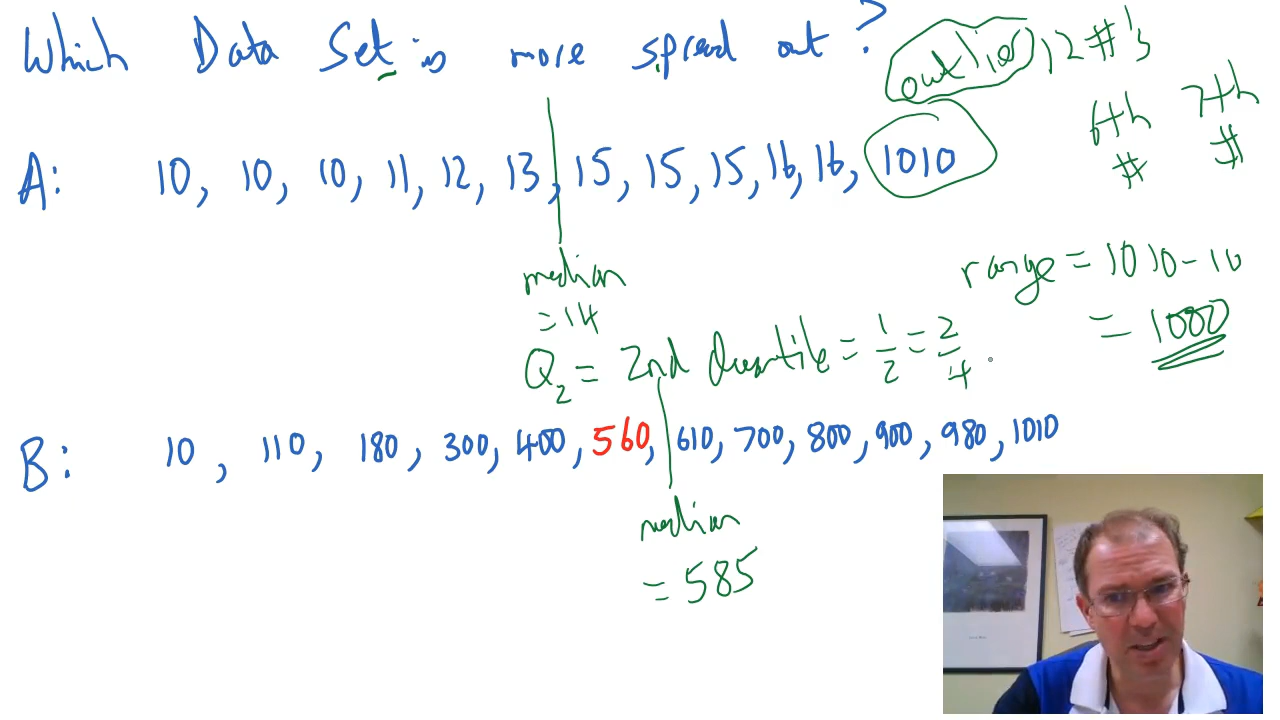 Which Data Set is more spread out?
outlier
12 #'s
6th #
7th #
A: 10, 10, 10, 11, 12, 13, 15, 15, 15, 16, 16, 1010
median
=14
range = 1010-10
= 1000
Q2 = 2nd Quartile = 1/2 = 2/4
B: 10, 110, 180, 300, 400, 560, 610, 700, 800, 900, 980, 1010
median
= 585